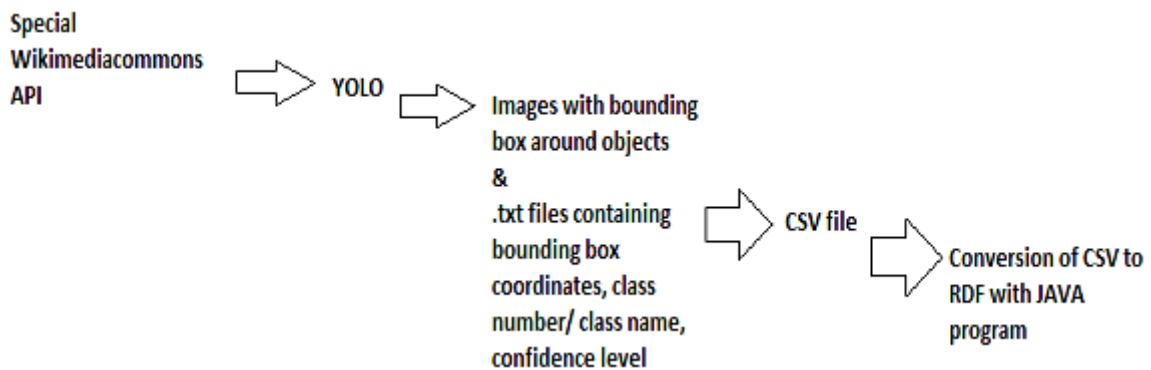 Special
Wikimediacommons
API
YOLO
Images with bounding
box around objects
&
.txt files containing
bounding box
coordinates, class
number/ class name,
confidence level
CSV file
Conversion of CSV to
RDF with JAVA
program